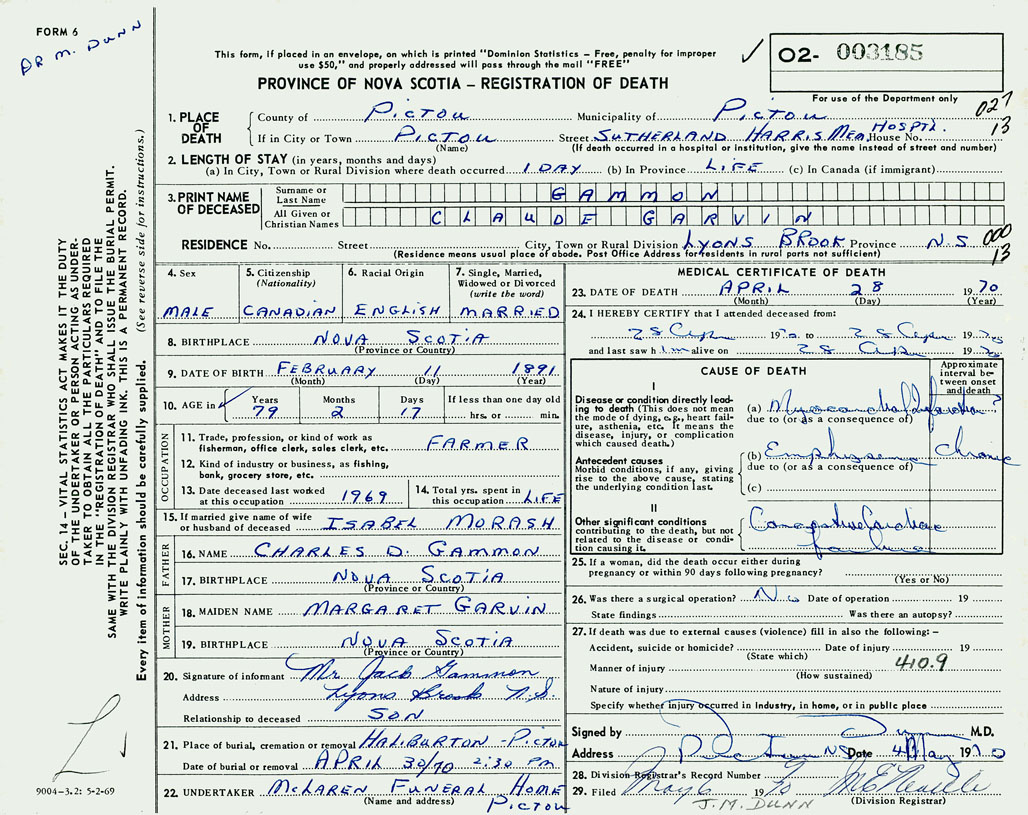 FORM 6
DR M. DUNN
This form, if placed in an envelope, on which is printed "Dominion Statistics – Free, penalty for improper
use $50," and properly addressed will pass through the mail "FREE"
PROVINCE OF NOVA SCOTIA – REGISTRATION OF DEATH
O2- 003185
For use of the Department only
027
13
1. PLACE OF DEATH
County of PICTOU Municipality of PICTOU
If in City or Town PICTOU Street SUTHERLAND HARRIS MEM. HOSPTL. House No.
(Name) (If death occurred in a hospital or institution, give the name instead of street and number)
2. LENGTH OF STAY (in years, months and days)
(a) In City, Town or Rural Division where death occurred 1 DAY (b) In Province LIFE (c) In Canada (if immigrant)
3. PRINT NAME OF DECEASED
Surname or Last Name GAMMON
All Given or Christian Names CLAUDE GARVIN
RESIDENCE No. Street City, Town or Rural Division LYONS BROOK Province N.S
000
13
(Residence means usual place of abode. Post Office Address for residents in rural parts not sufficient)
4. Sex MALE
5. Citizenship (Nationality) CANADIAN
6. Racial Origin ENGLISH
7. Single, Married, Widowed or Divorced (write the word) MARRIED
8. BIRTHPLACE NOVA SCOTIA
(Province or Country)
9. DATE OF BIRTH FEBRUARY 11 1891
(Month) (Day) (Year)
10. AGE in Years 79 Months 2 Days 17 If less than one day old hrs. or min.
OCCUPATION
11. Trade, profession, or kind of work as
fisherman, office clerk, sales clerk, etc. FARMER
12. Kind of industry or business, as fishing,
bank, grocery store, etc.
13. Date deceased last worked at this occupation 1969
14. Total yrs. spent in this occupation LIFE
15. If married give name of wife or husband of deceased ISABEL MORASH
FATHER
16. NAME CHARLES D. GAMMON
17. BIRTHPLACE NOVA SCOTIA
(Province or Country)
MOTHER
18. MAIDEN NAME MARGARET GARVIN
19. BIRTHPLACE NOVA SCOTIA
(Province or Country)
20. Signature of informant Mr Jack Gammon
Address Lyons Brook N.S.
Relationship to deceased SON
21. Place of burial, cremation or removal HALIBURTON - PICTOU
Date of burial or removal APRIL 30/70 2:30 PM
22. UNDERTAKER McLAREN FUNERAL HOME
(Name and address) PICTOU
MEDICAL CERTIFICATE OF DEATH
23. DATE OF DEATH APRIL 28 1970
(Month) (Day) (Year)
24. I HEREBY CERTIFY that I attended deceased from:
28 19 to 28 19
and last saw him alive on 28 19
CAUSE OF DEATH
Approximate interval between onset and death
I
Disease or condition directly leading to death (This does not mean the mode of dying, e.g., heart failure, asthenia, etc. It means the disease, injury, or complication which caused death.)
(a) Myocardial Infarction ?
due to (or as a consequence of)
Antecedent causes
Morbid conditions, if any, giving rise to the above cause, stating the underlying condition last.
(b) Emphysema chronic
due to (or as a consequence of)
(c)
II
Other significant conditions
contributing to the death, but not related to the disease or condition causing it.
Congestive Cardiac
failure
25. If a woman, did the death occur either during
pregnancy or within 90 days following pregnancy?
(Yes or No)
26. Was there a surgical operation? No Date of operation 19
State findings Was there an autopsy?
27. If death was due to external causes (violence) fill in also the following: –
Accident, suicide or homicide? Date of injury 19
(State which)
410.9
Manner of injury
(How sustained)
Nature of injury
Specify whether injury occurred in industry, in home, or in public place
Signed by M.D.
Address Pictou NS Date 4 May 1970
28. Division Registrar's Record Number
29. Filed May 6 1970
(Division Registrar)
J.M. DUNN
SEC. 14 – VITAL STATISTICS ACT MAKES IT THE DUTY
OF THE UNDERTAKER OR PERSON ACTING AS UNDERTAKER
TO OBTAIN ALL THE PARTICULARS REQUIRED
IN THE "REGISTRATION OF DEATH" AND TO FILE THE
SAME WITH THE DIVISION REGISTRAR WHO SHALL ISSUE THE BURIAL PERMIT.
WRITE PLAINLY WITH UNFADING INK. THIS IS A PERMANENT RECORD.
Every item of information should be carefully supplied. (See reverse side for instructions.)
9004-3.2: 5-2-69